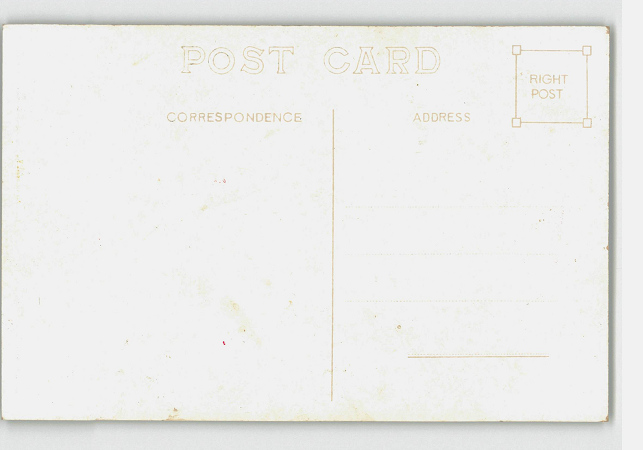 POST CARD
RIGHT
POST
CORRESPONDENCE
ADDRESS